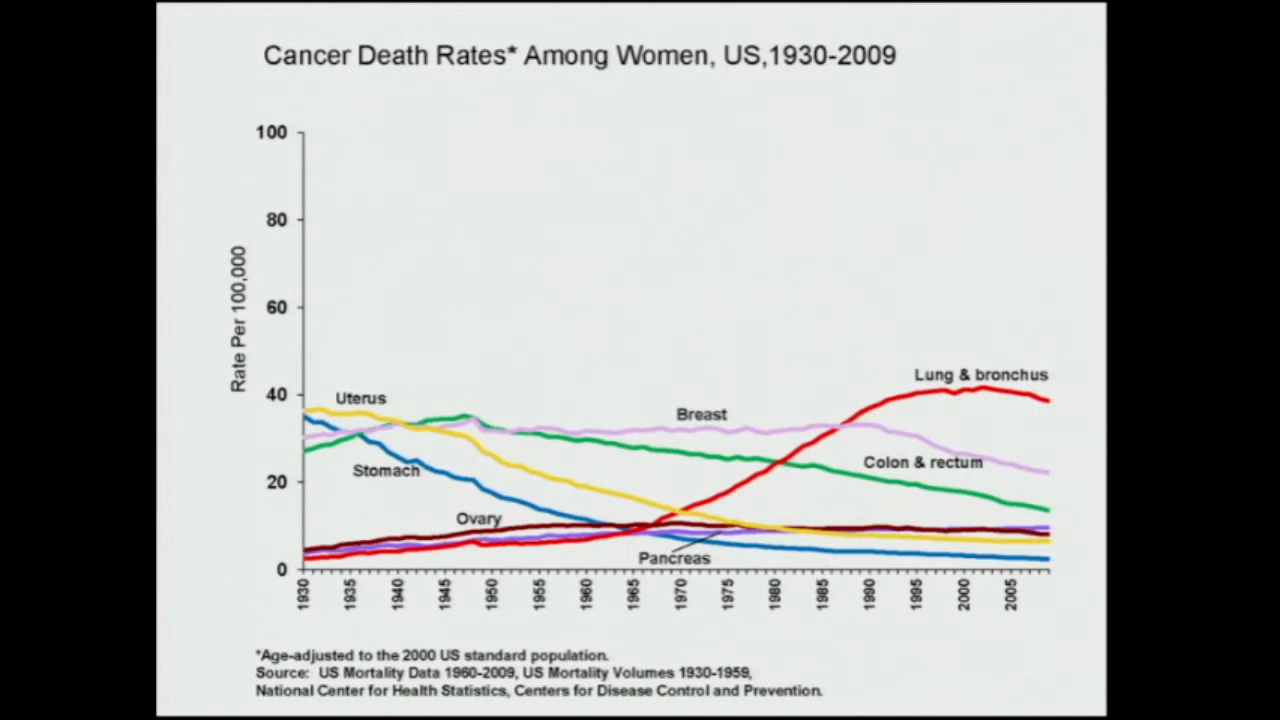 Cancer Death Rates* Among Women, US,1930-2009
100
80
60
40
20
0
Rate Per 100,000
Lung & bronchus
Uterus
Breast
Colon & rectum
Stomach
Ovary
Pancreas
1930
1935
1940
1945
1950
1955
1960
1965
1970
1975
1980
1985
1990
1995
2000
2005
*Age-adjusted to the 2000 US standard population.
Source: US Mortality Data 1960-2009, US Mortality Volumes 1930-1959,
National Center for Health Statistics, Centers for Disease Control and Prevention.